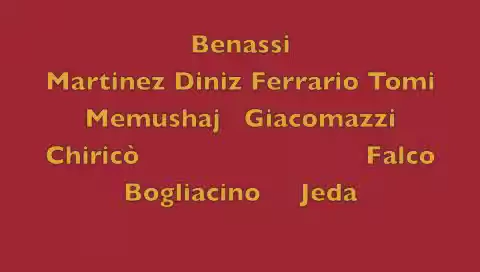 Benassi
Martinez Diniz Ferrario Tomi
Memushaj Giacomazzi
Chiricò Falco
Bogliacino Jeda